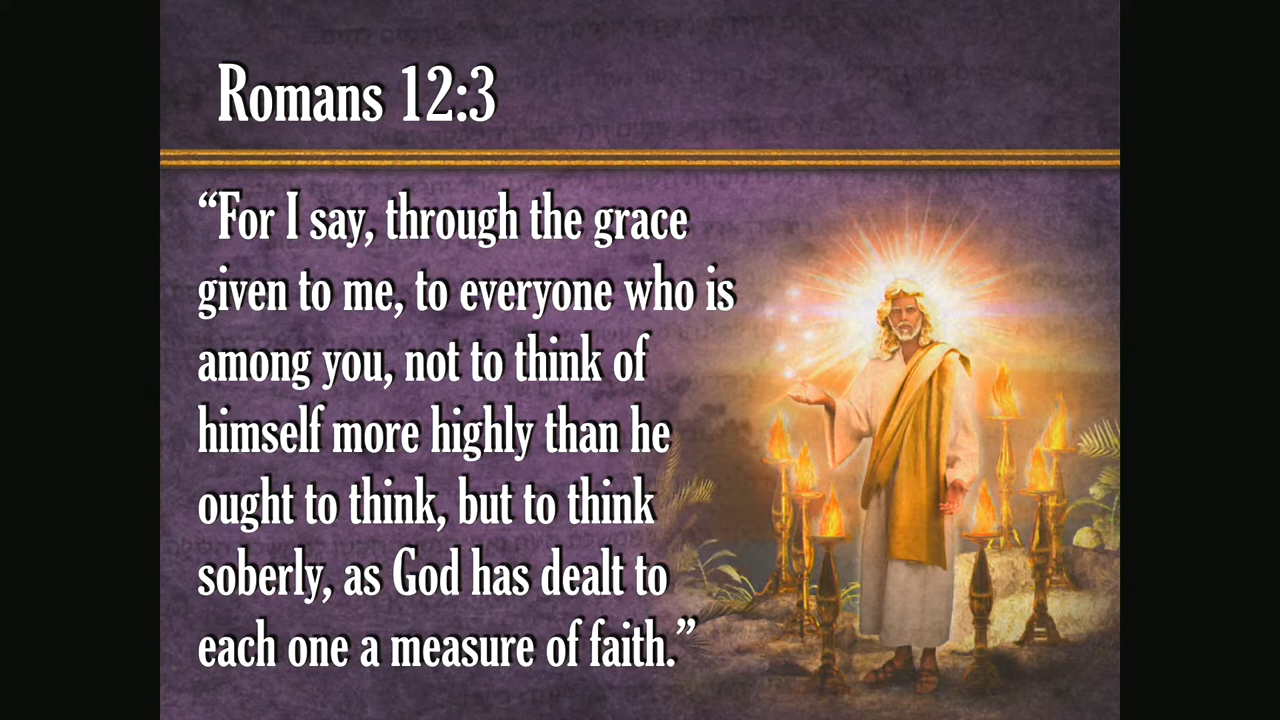 Romans 12:3
“For I say, through the grace
given to me, to everyone who is
among you, not to think of
himself more highly than he
ought to think, but to think
soberly, as God has dealt to
each one a measure of faith.”